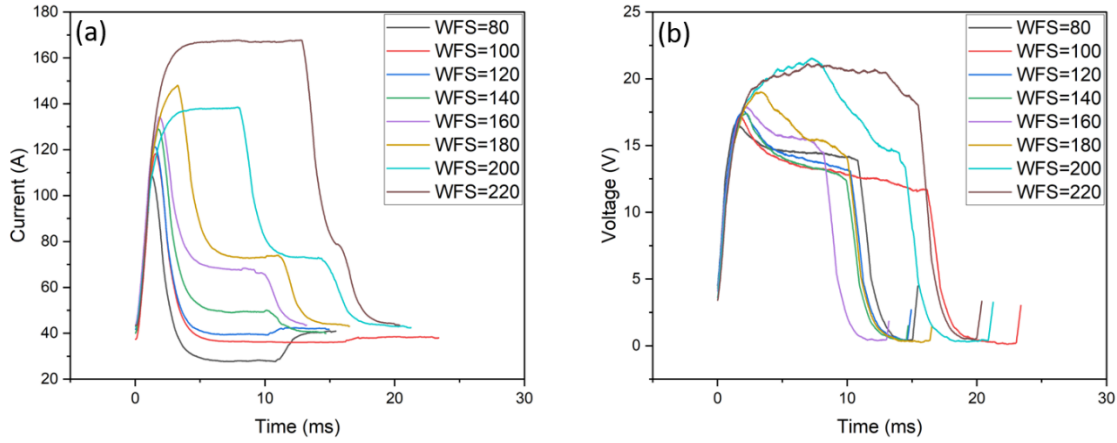 (a)
180
160
140
120
100
80
60
40
20
Current (A)
0
10
20
30
Time (ms)
WFS=80
WFS=100
WFS=120
WFS=140
WFS=160
WFS=180
WFS=200
WFS=220
(b)
25
20
15
10
5
0
Voltage (V)
0
10
20
30
Time (ms)
WFS=80
WFS=100
WFS=120
WFS=140
WFS=160
WFS=180
WFS=200
WFS=220